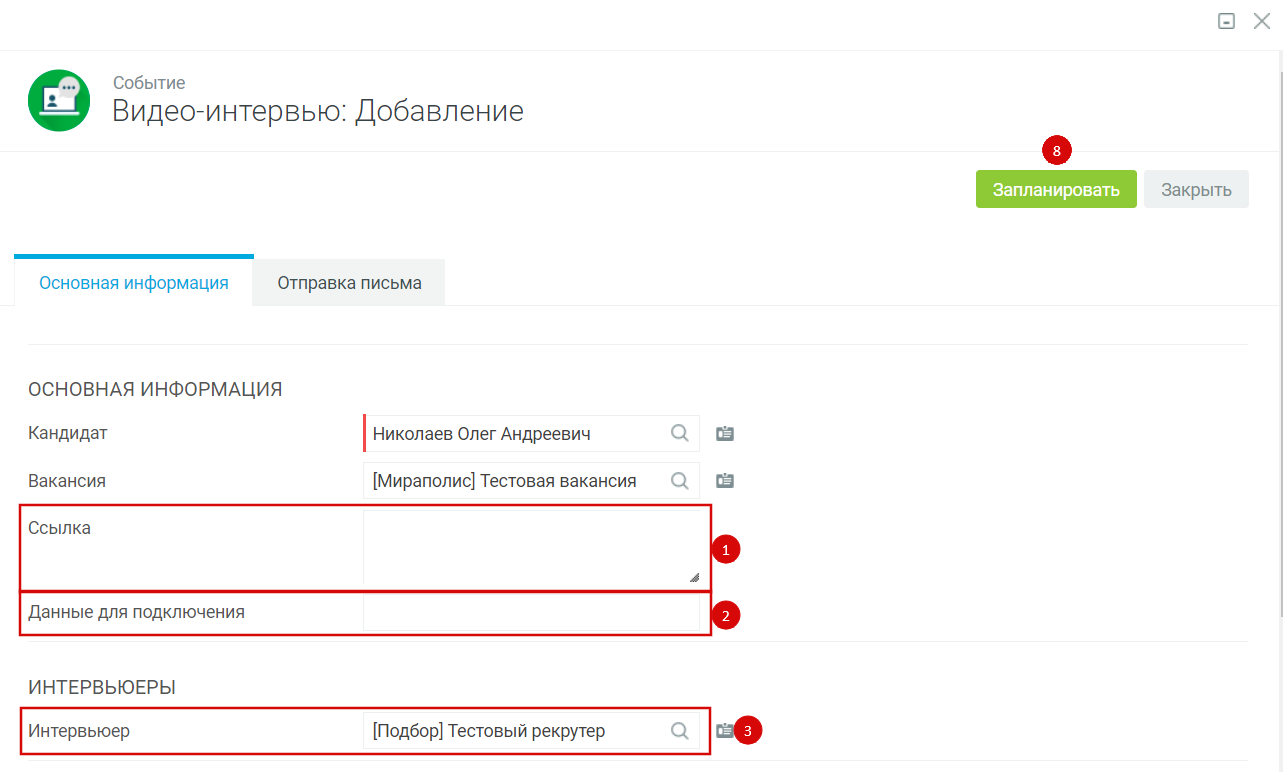 Событие
Видео-интервью: Добавление
8
Запланировать
Закрыть
Основная информация
Отправка письма
ОСНОВНАЯ ИНФОРМАЦИЯ
Кандидат
Николаев Олег Андреевич
Вакансия
[Мираполис] Тестовая вакансия
Ссылка
1
Данные для подключения
2
ИНТЕРВЬЮЕРЫ
Интервьюер
[Подбор] Тестовый рекрутер
3